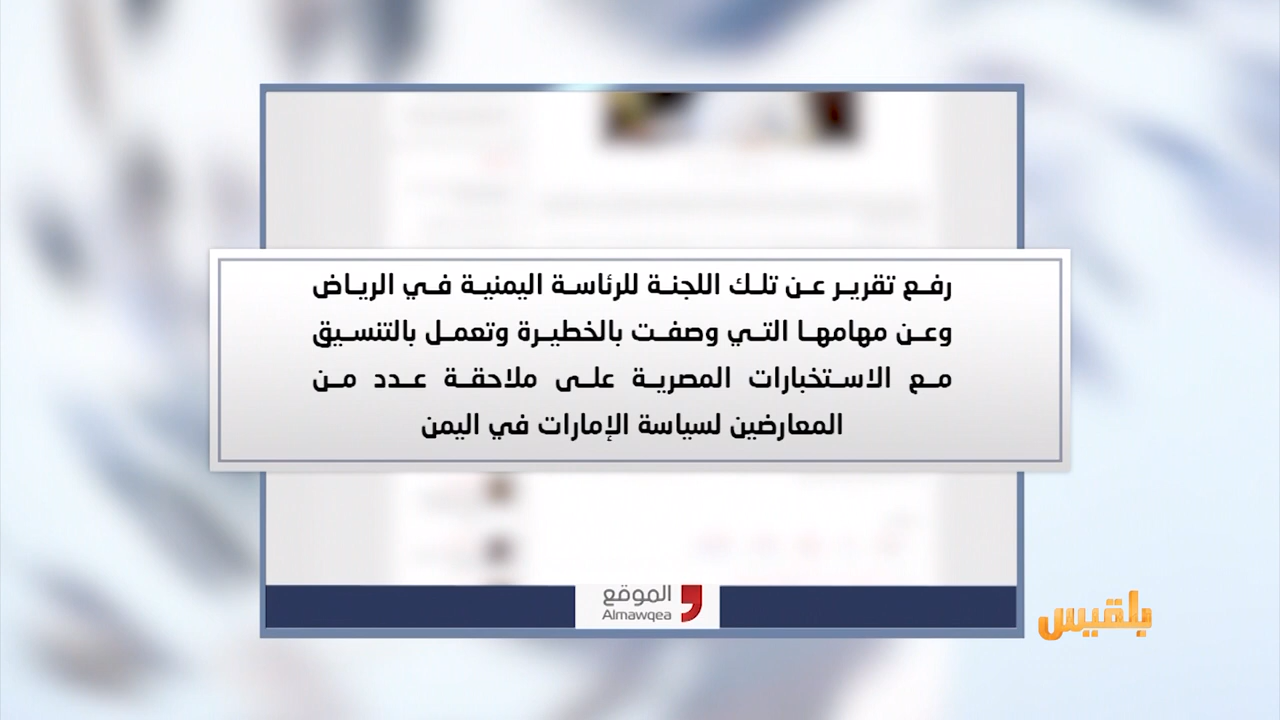 رفع تقرير عن تلك اللجنة للرئاسة اليمنية في الرياض
وعن مهامها التي وصفت بالخطيرة وتعمل بالتنسيق
مع الاستخبارات المصرية على ملاحقة عدد من
المعارضين لسياسة الإمارات في اليمن
الموقع
Almawqea
بلقيس